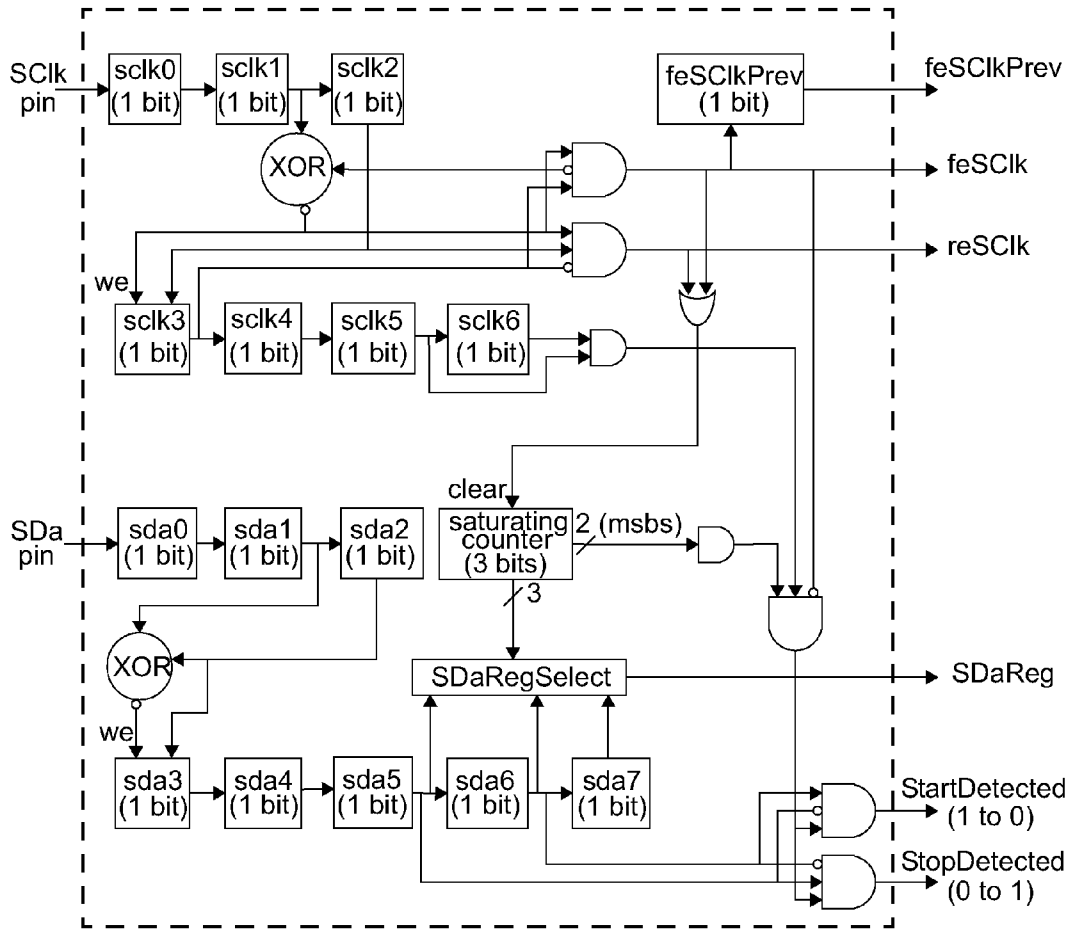 SClk
pin
sclk0
(1 bit)
sclk1
(1 bit)
sclk2
(1 bit)
feSClkPrev
(1 bit)
feSClkPrev
XOR
feSClk
reSClk
we
sclk3
(1 bit)
sclk4
(1 bit)
sclk5
(1 bit)
sclk6
(1 bit)
clear
SDa
pin
sda0
(1 bit)
sda1
(1 bit)
sda2
(1 bit)
saturating
counter
(3 bits)
2 (msbs)
3
XOR
SDaRegSelect
SDaReg
we
sda3
(1 bit)
sda4
(1 bit)
sda5
(1 bit)
sda6
(1 bit)
sda7
(1 bit)
StartDetected
(1 to 0)
StopDetected
(0 to 1)